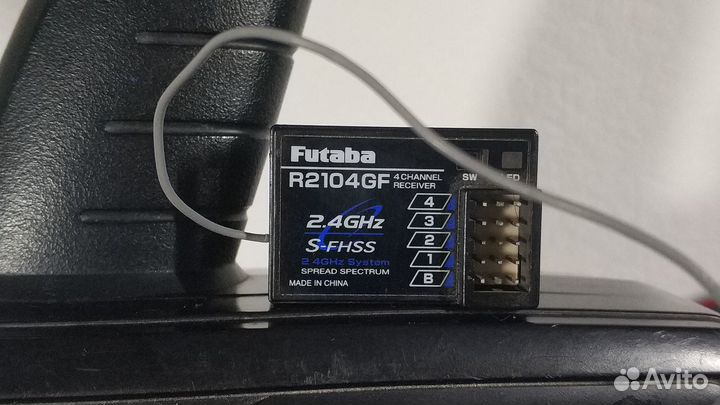 Futaba
R2104GF 4 CHANNEL RECEIVER
SW
2.4GHz
S-FHSS
2.4GHz System
SPREAD SPECTRUM
MADE IN CHINA
4
3
2
1
B
Avito